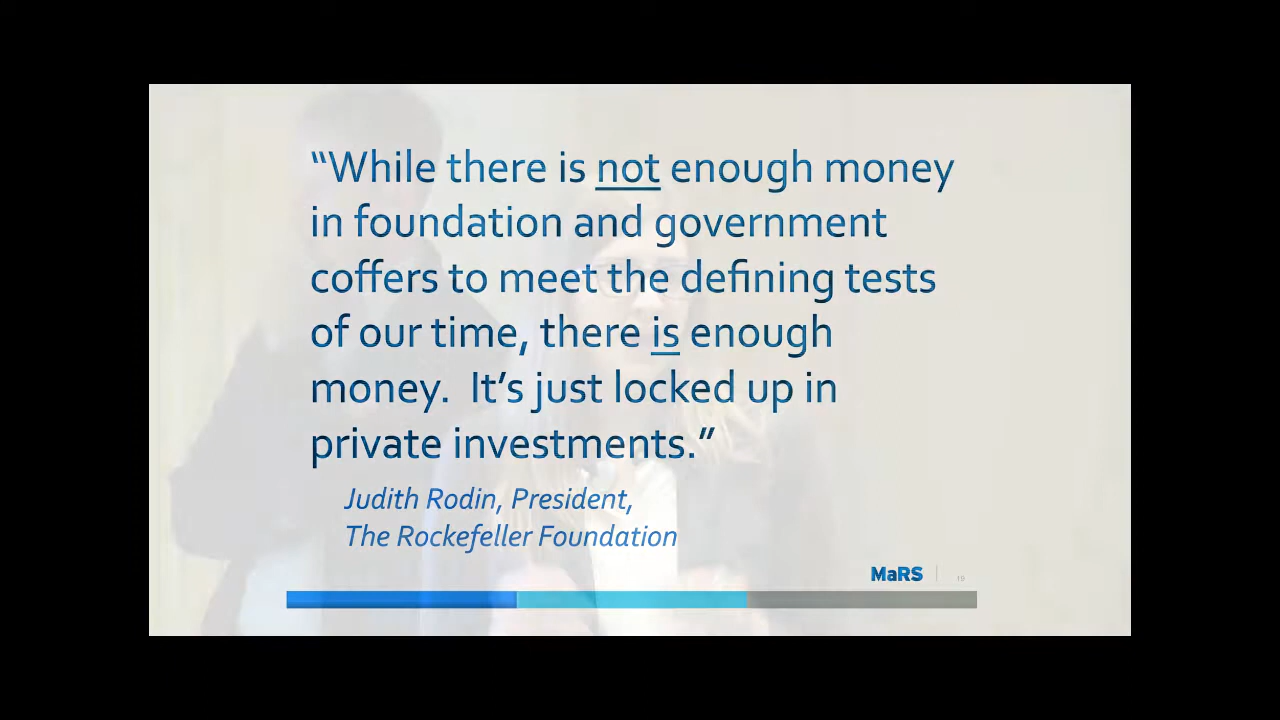 “While there is not enough money
in foundation and government
coffers to meet the defining tests
of our time, there is enough
money.  It’s just locked up in
private investments.”
Judith Rodin, President,
The Rockefeller Foundation
MaRS
19